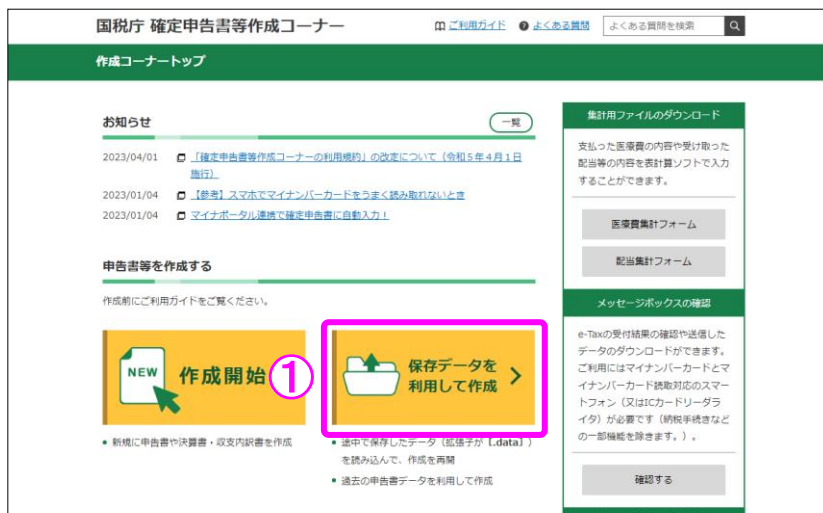 国税庁 確定申告書等作成コーナー
ご利用ガイド ? よくある質問 よくある質問を検索
作成コーナートップ
お知らせ 一覧
2023/04/01 「確定申告書等作成コーナーの利用規約」の改定について(令和5年4月1日
施行)
2023/01/04 【参考】スマホでマイナンバーカードをうまく読み取れないとき
2023/01/04 マイナポータル連携で確定申告書に自動入力!
申告書等を作成する
作成前にご利用ガイドをご覧ください。
NEW 作成開始
①
保存データを
利用して作成
• 新規に申告書や決算書・収支内訳書を作成
• 途中で保存したデータ(拡張子が「.data」)
を読み込んで、作成を再開
• 過去の申告書データを利用して作成
集計用ファイルのダウンロード
支払った医療費の内容や受け取った
配当等の内容を表計算ソフトで入力
することができます。
医療費集計フォーム
配当集計フォーム
メッセージボックスの確認
e-Taxの受付結果の確認や送信した
データのダウンロードができます。
ご利用にはマイナンバーカードとマ
イナンバーカード読取対応のスマー
トフォン(又はICカードリーダラ
イタ)が必要です(納税手続きなど
の一部機能を除きます。)。
確認する